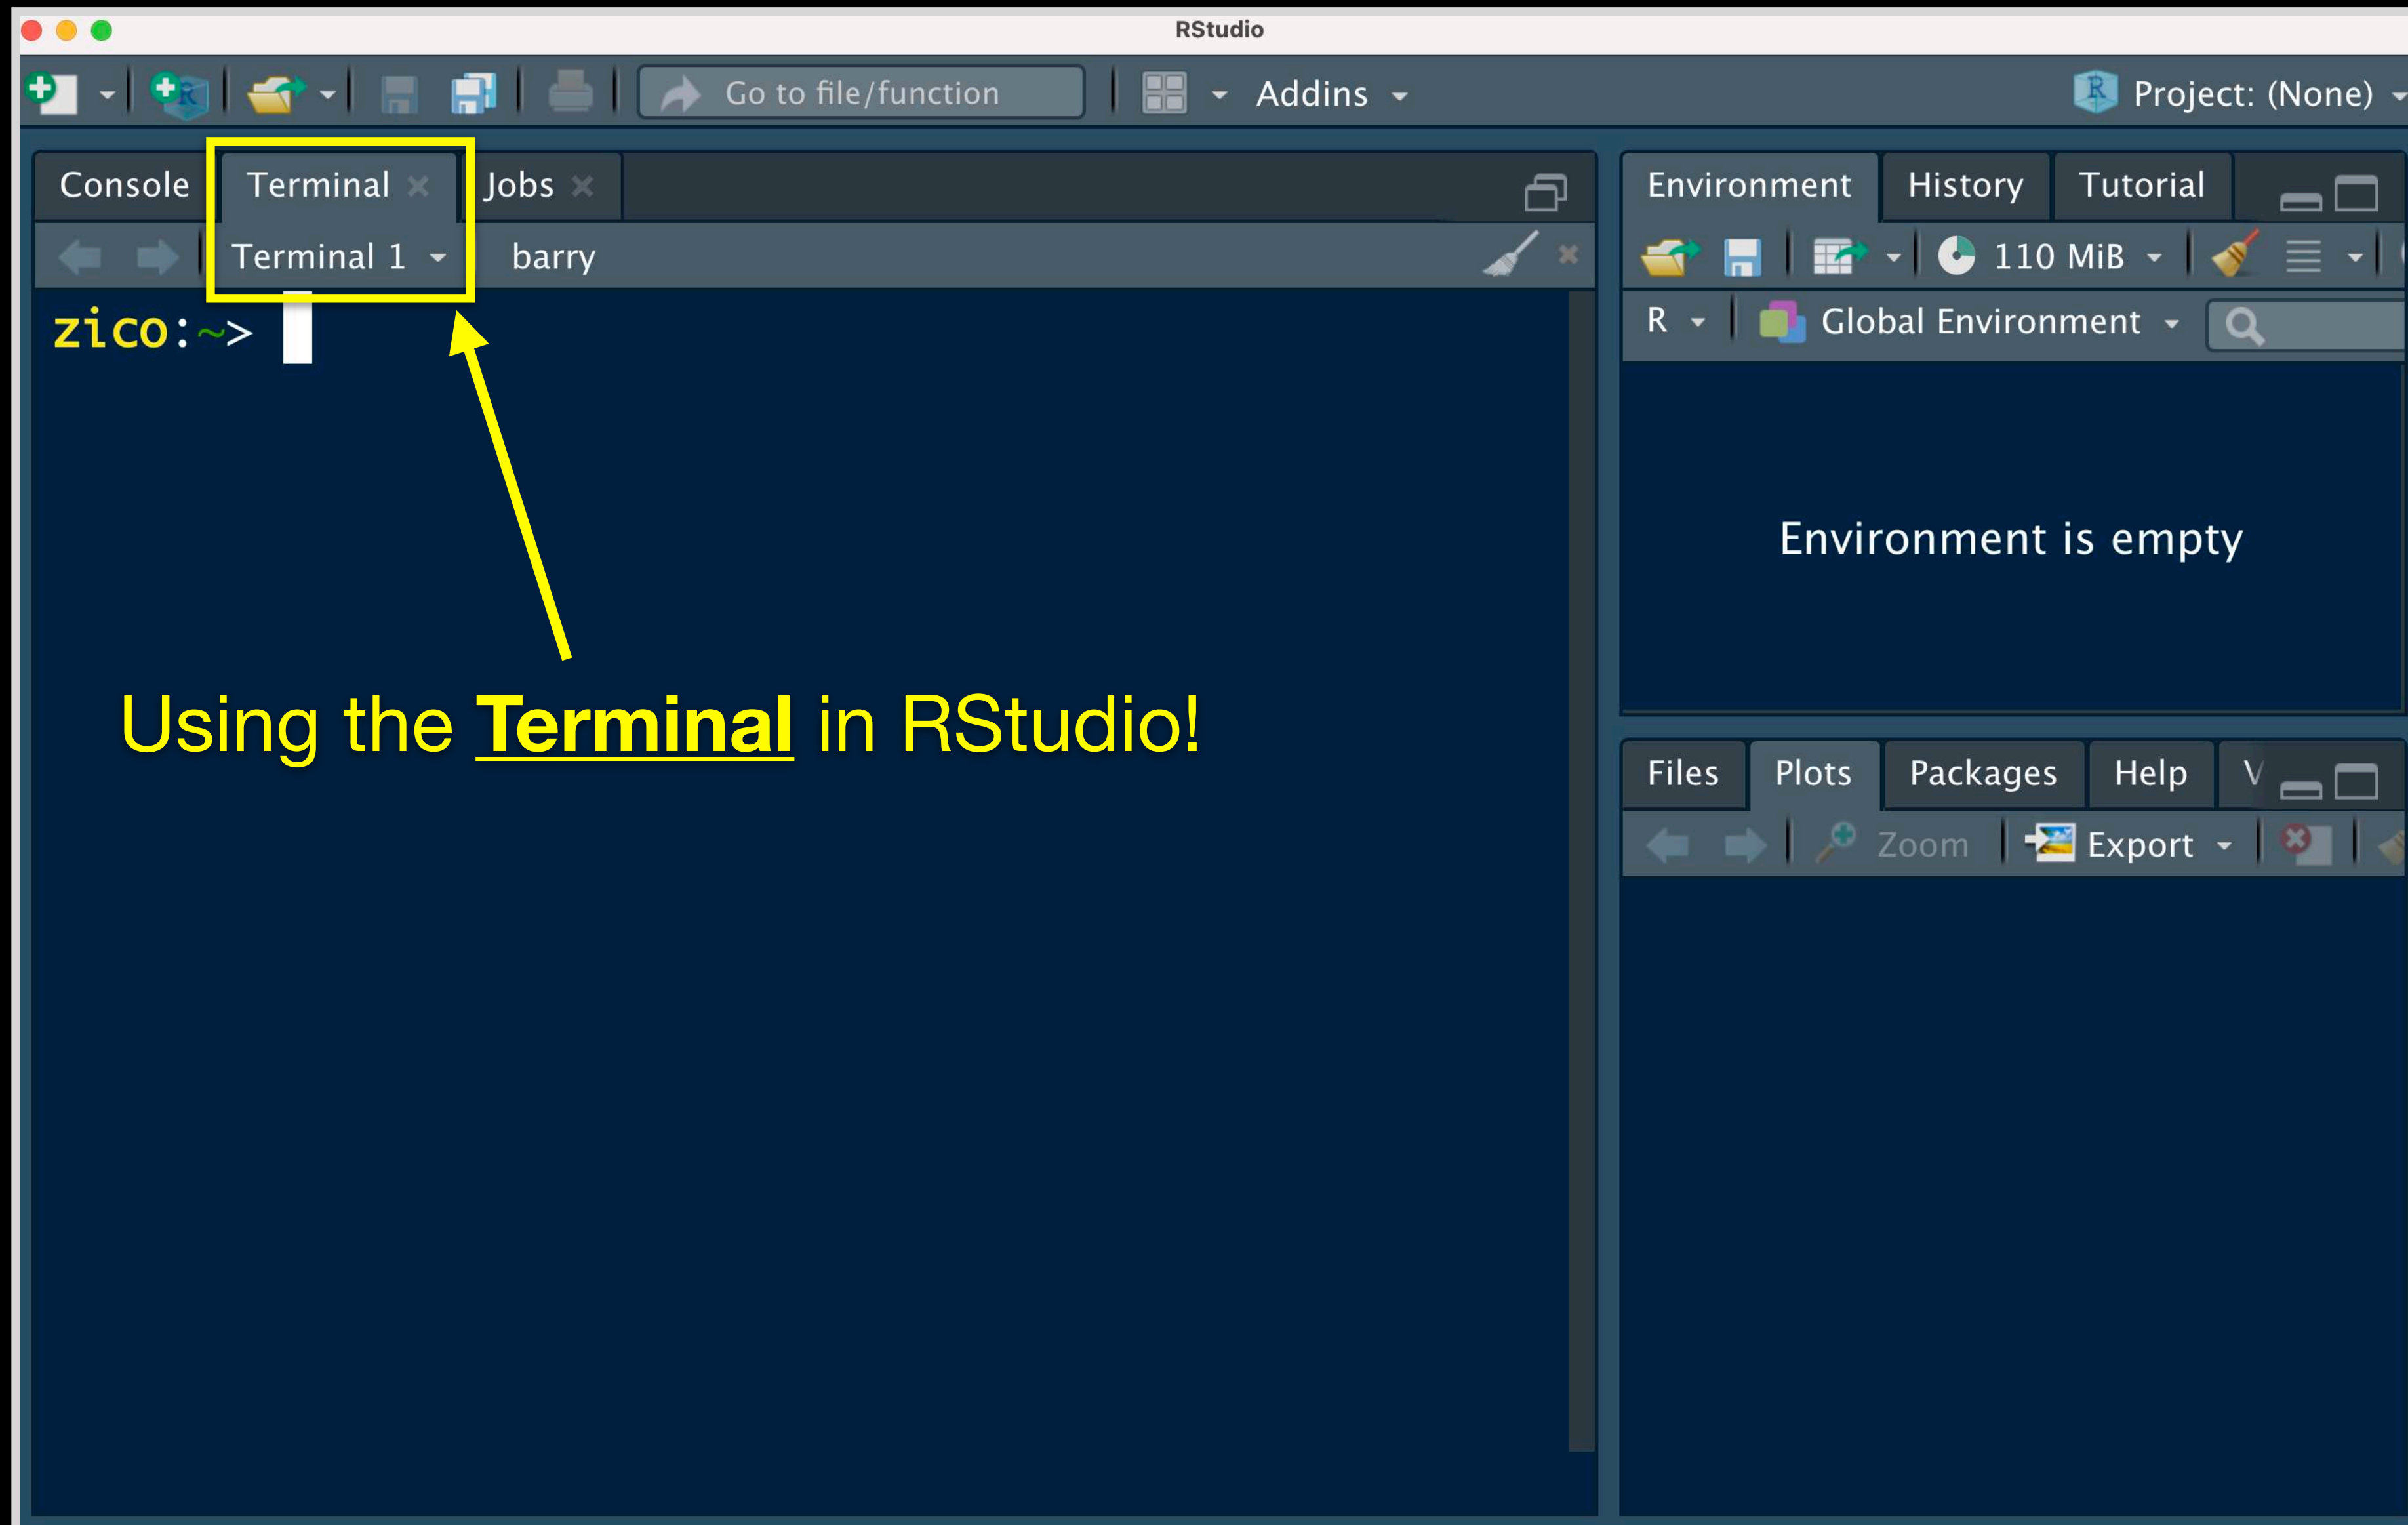 RStudio
Go to file/function
Addins
Project: (None)
Console Terminal Jobs
Terminal 1 barry
zico:~>
Using the Terminal in RStudio!
Environment History Tutorial
110 MiB
R Global Environment
Environment is empty
Files Plots Packages Help V
Zoom Export